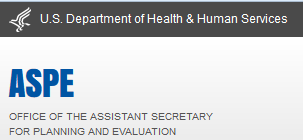 U.S. Department of Health & Human Services
ASPE
OFFICE OF THE ASSISTANT SECRETARY
FOR PLANNING AND EVALUATION